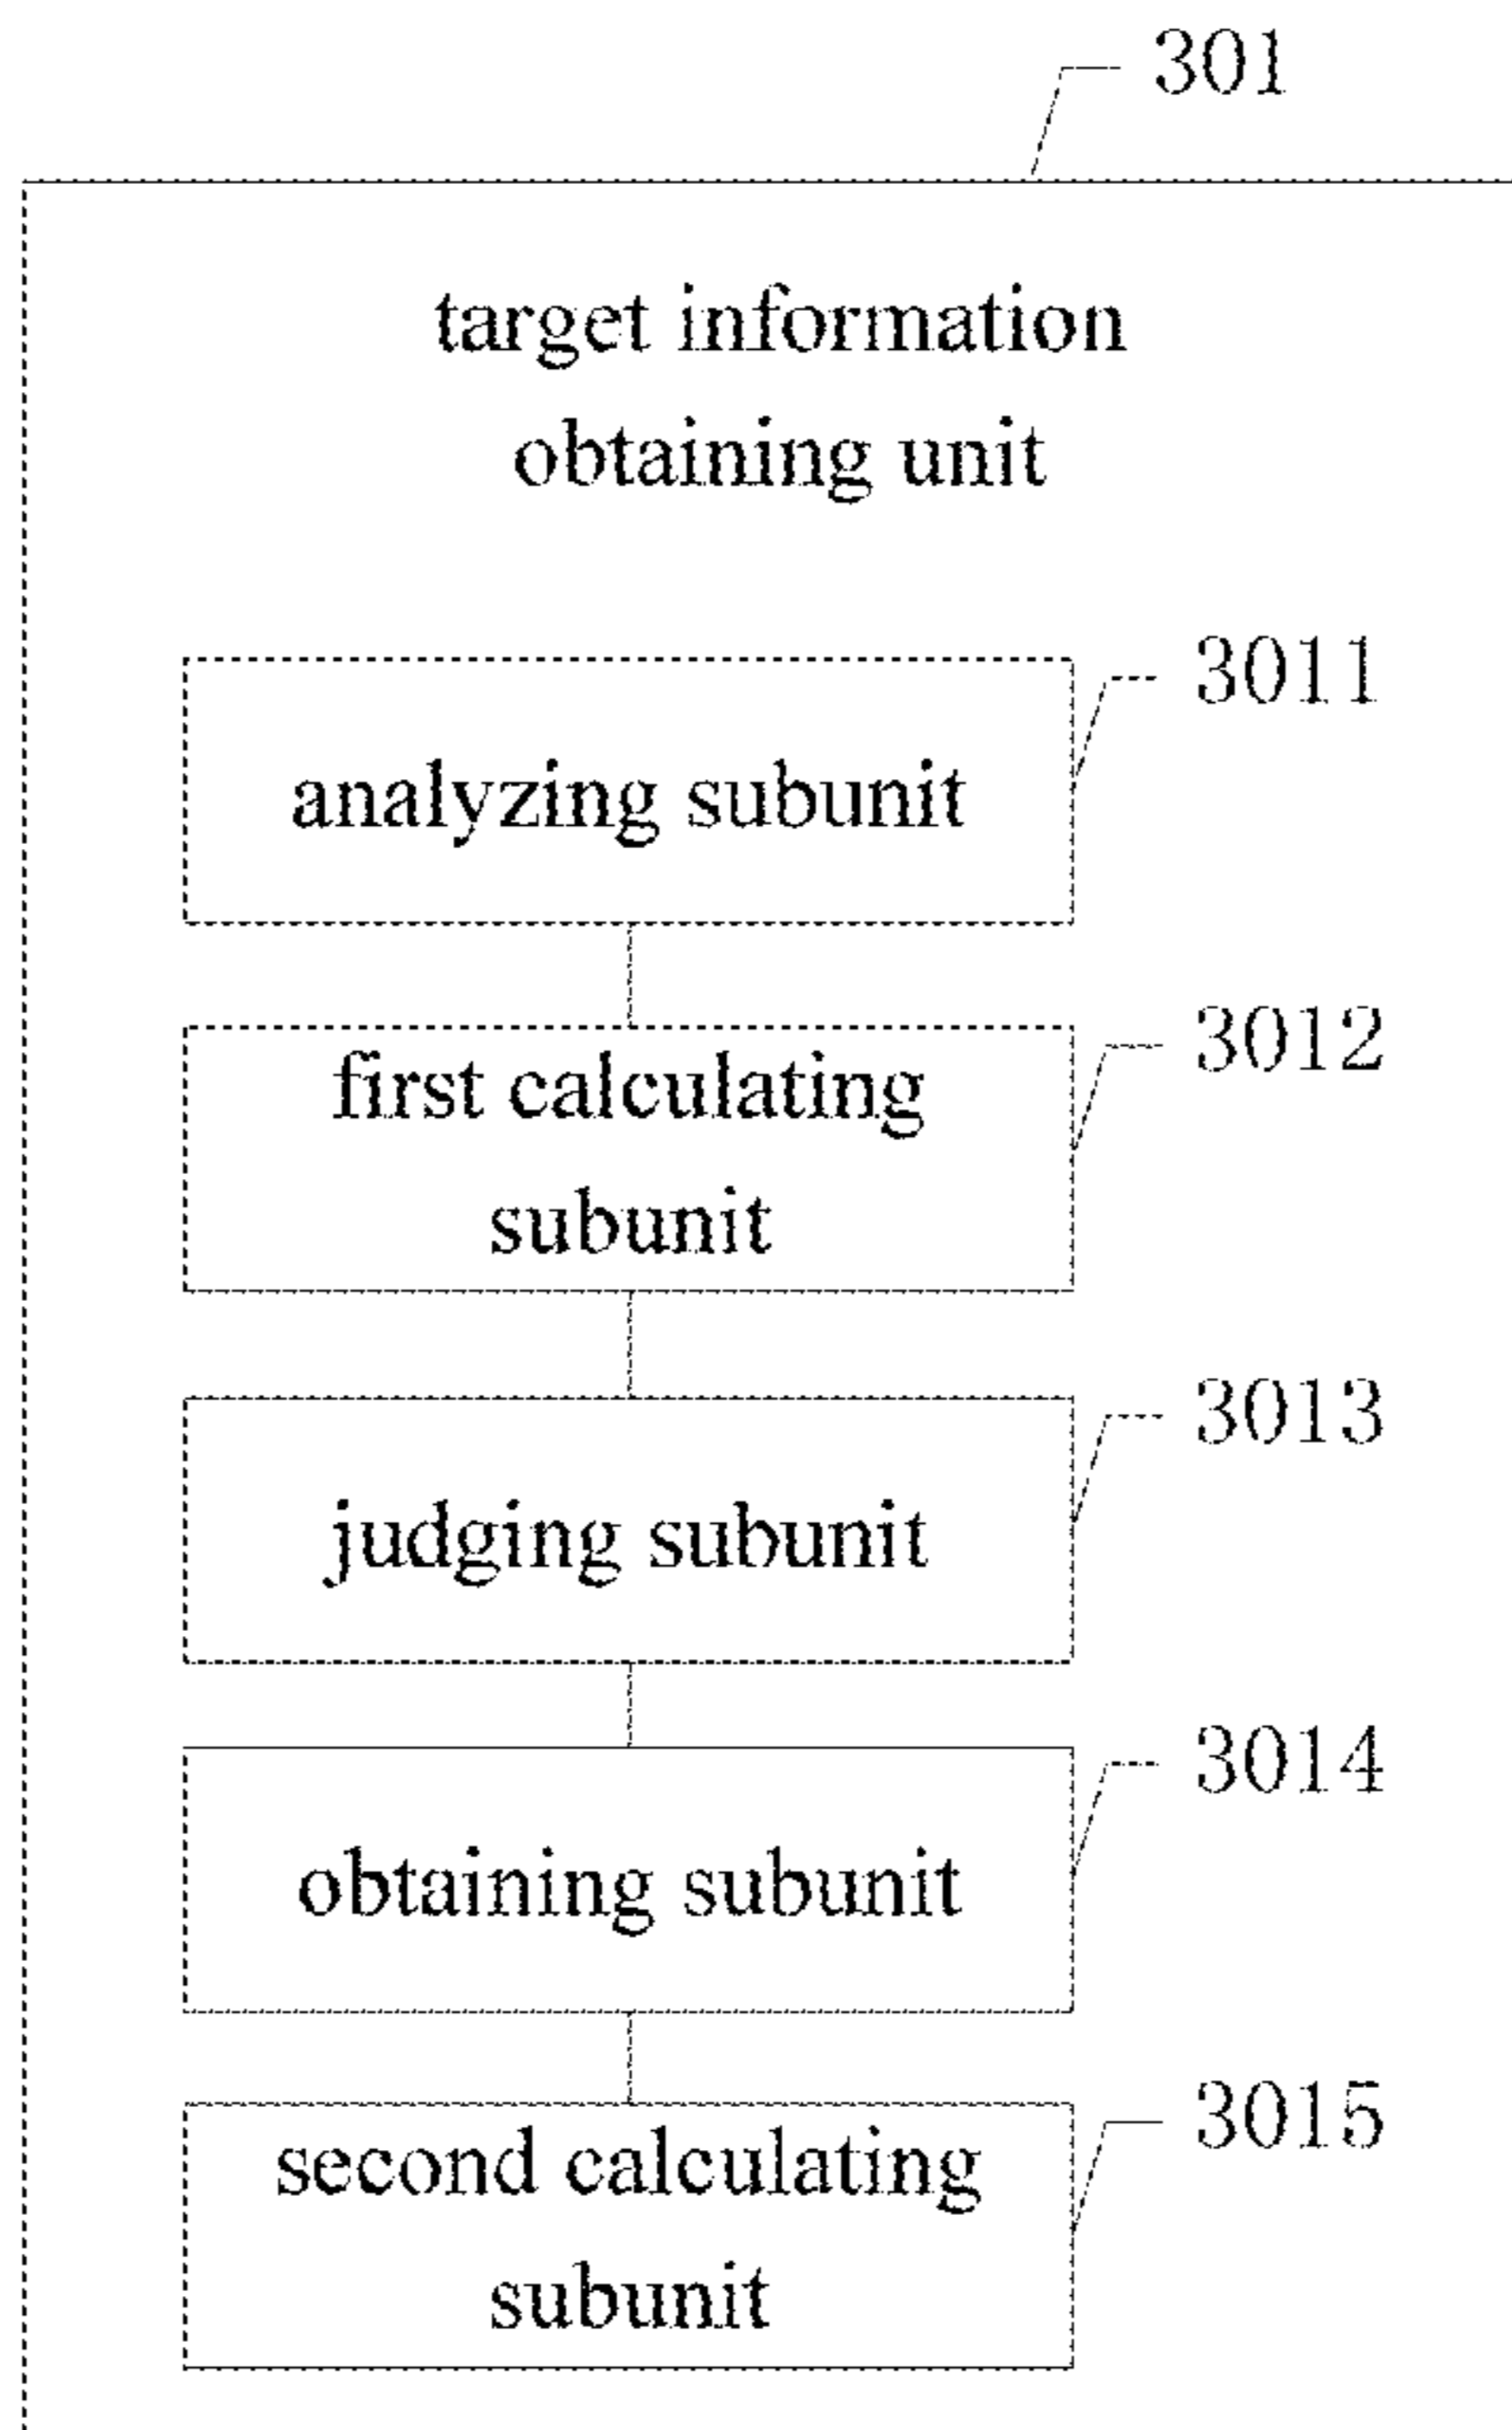 301
target information
obtaining unit
3011
analyzing subunit
3012
first calculating
subunit
3013
judging subunit
3014
obtaining subunit
3015
second calculating
subunit